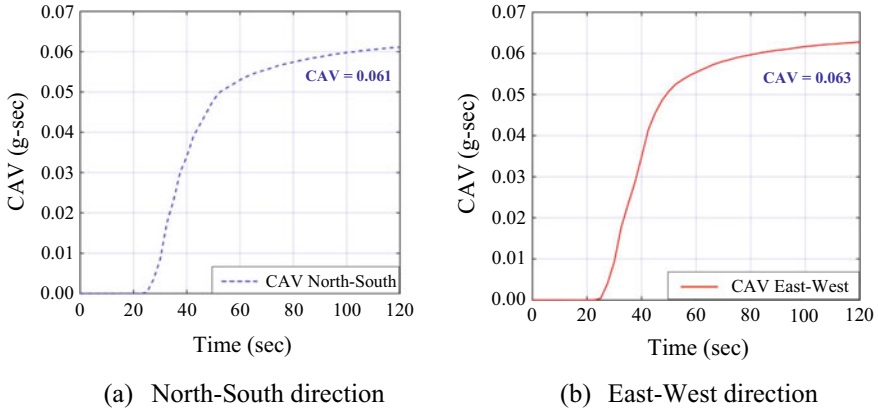 0.07
0.06
0.05
0.04
0.03
0.02
0.01
0.00
CAV (g-sec)
CAV = 0.061
CAV North-South
0 20 40 60 80 100 120
Time (sec)
(a) North-South direction
0.07
0.06
0.05
0.04
0.03
0.02
0.01
0.00
CAV (g-sec)
CAV = 0.063
CAV East-West
0 20 40 60 80 100 120
Time (sec)
(b) East-West direction